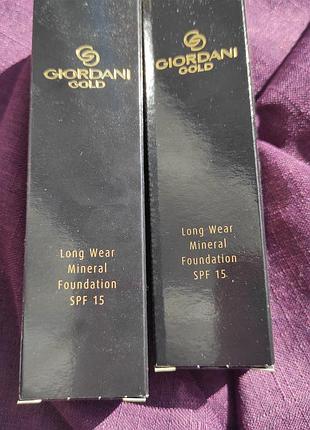 GIORDANI
GOLD
Long Wear
Mineral
Foundation
SPF 15
GIORDANI
GOLD
Long Wear
Mineral
Foundation
SPF 15